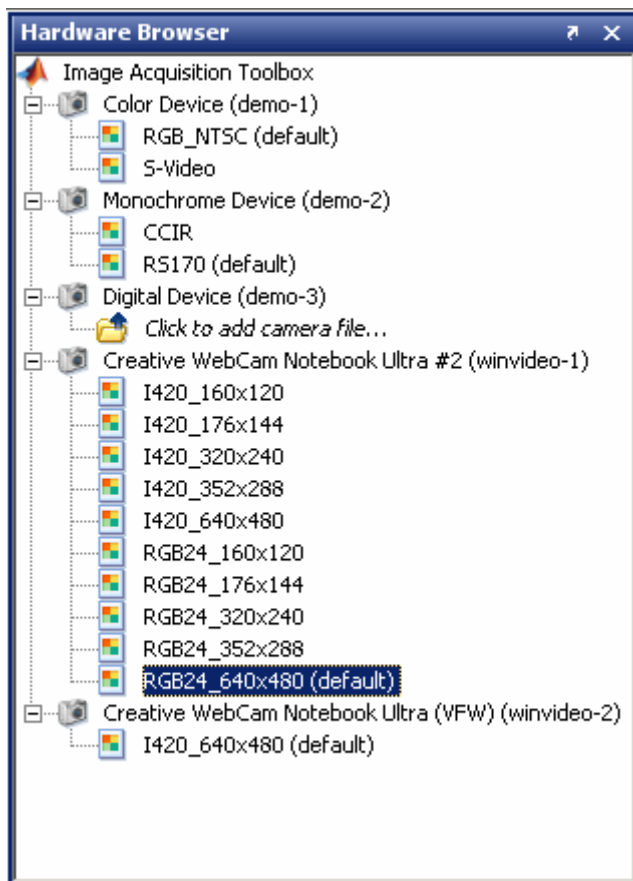 Hardware Browser
Image Acquisition Toolbox
Color Device (demo-1)
RGB_NTSC (default)
S-Video
Monochrome Device (demo-2)
CCIR
RS170 (default)
Digital Device (demo-3)
Click to add camera file...
Creative WebCam Notebook Ultra #2 (winvideo-1)
I420_160x120
I420_176x144
I420_320x240
I420_352x288
I420_640x480
RGB24_160x120
RGB24_176x144
RGB24_320x240
RGB24_352x288
RGB24_640x480 (default)
Creative WebCam Notebook Ultra (VFW) (winvideo-2)
I420_640x480 (default)